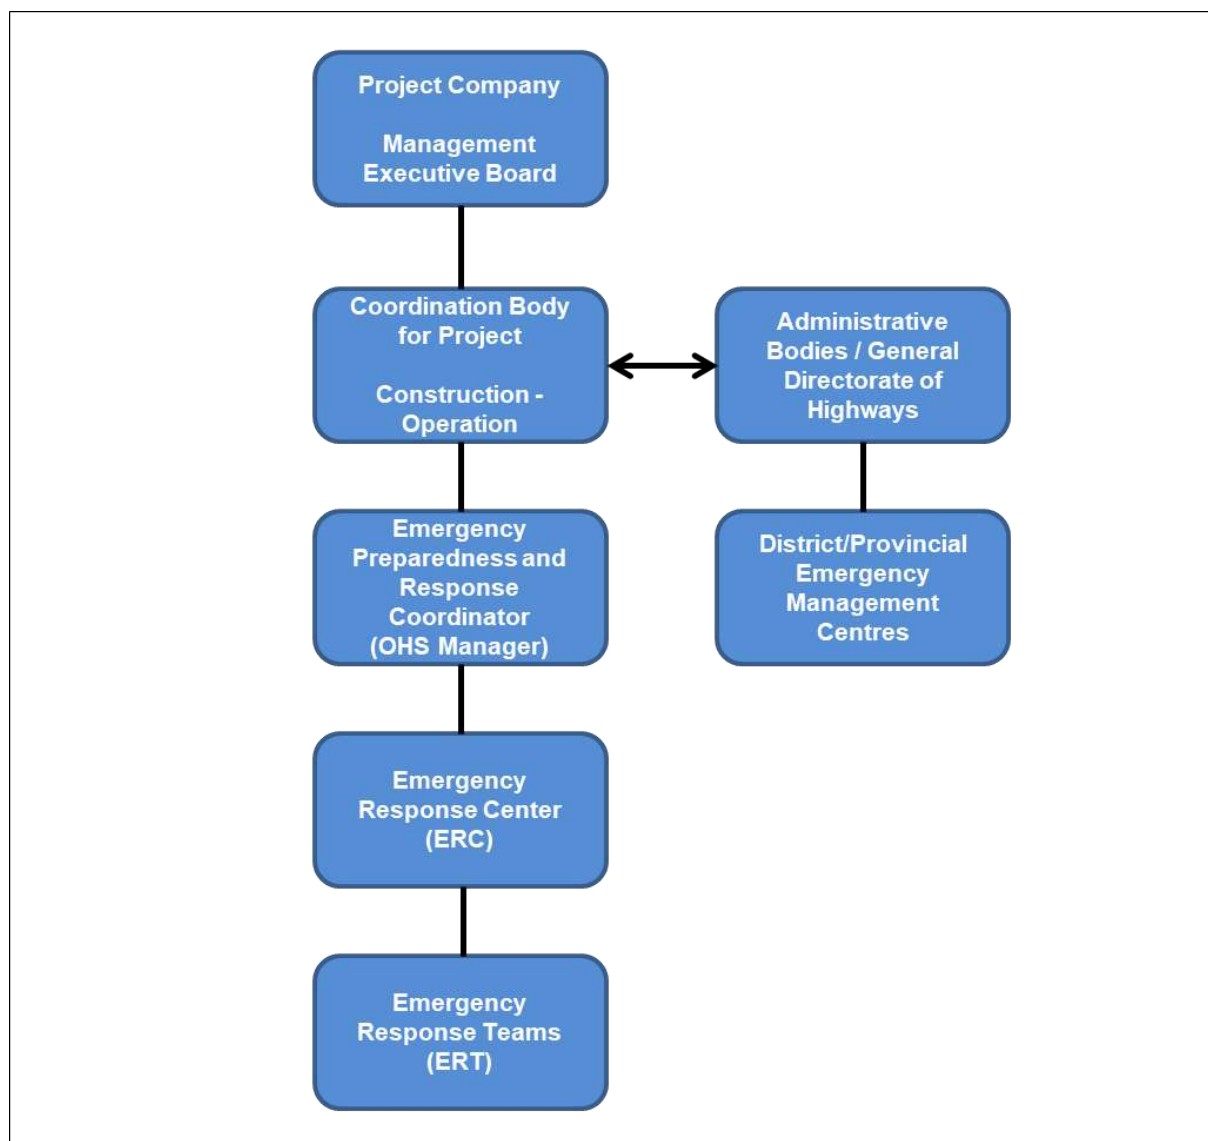 Project Company
Management
Executive Board
Coordination Body
for Project
Construction -
Operation
Administrative
Bodies / General
Directorate of
Highways
Emergency
Preparedness and
Response
Coordinator
(OHS Manager)
District/Provincial
Emergency
Management
Centres
Emergency
Response Center
(ERC)
Emergency
Response Teams
(ERT)